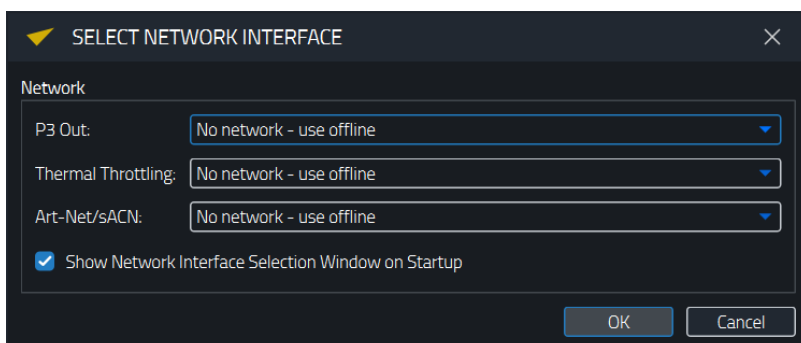 SELECT NETWORK INTERFACE
Network
P3 Out: No network - use offline
Thermal Throttling: No network - use offline
Art-Net/sACN: No network - use offline
Show Network Interface Selection Window on Startup
OK Cancel